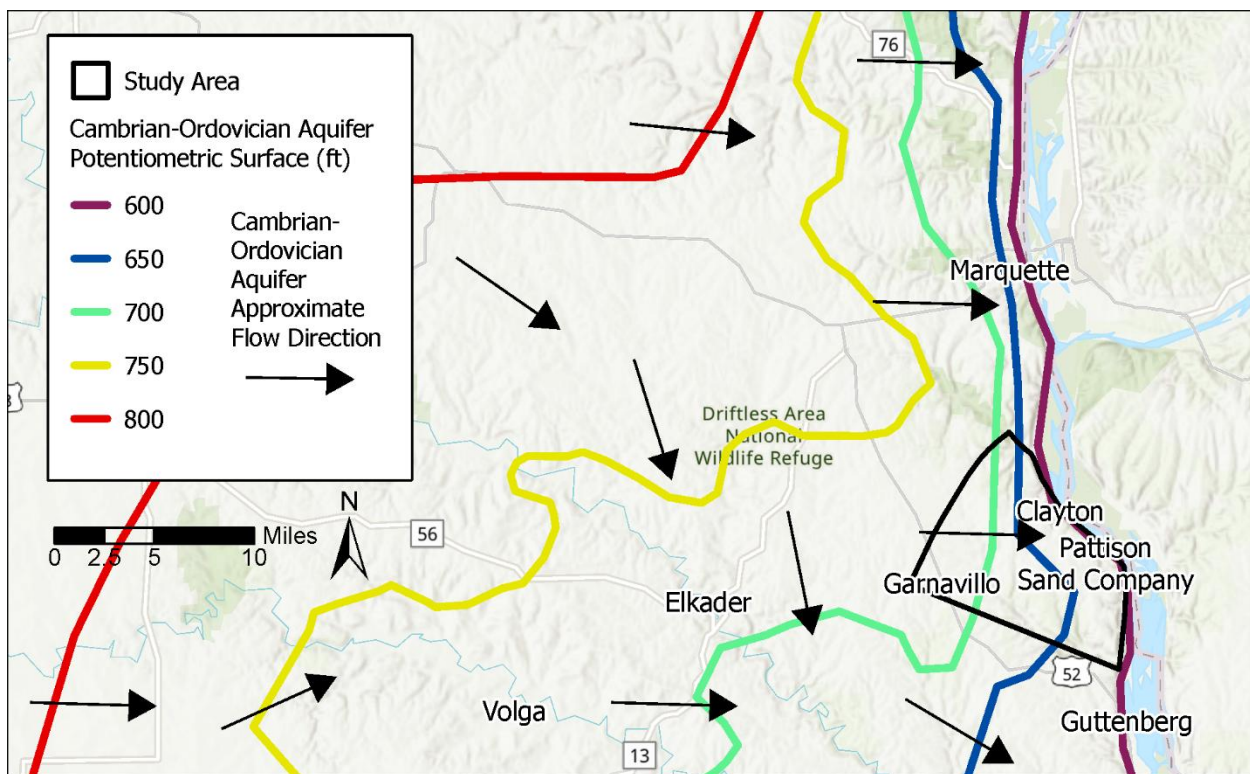 Study Area
Cambrian-Ordovician Aquifer
Potentiometric Surface (ft)
600
650
700
750
800
Cambrian-
Ordovician
Aquifer
Approximate
Flow Direction
N
0 2.5 5 10 Miles
76
Marquette
Driftless Area
National
Wildlife Refuge
56
Clayton
Pattison
Sand Company
Garnavillo
Elkader
52
Volga
Guttenberg
13